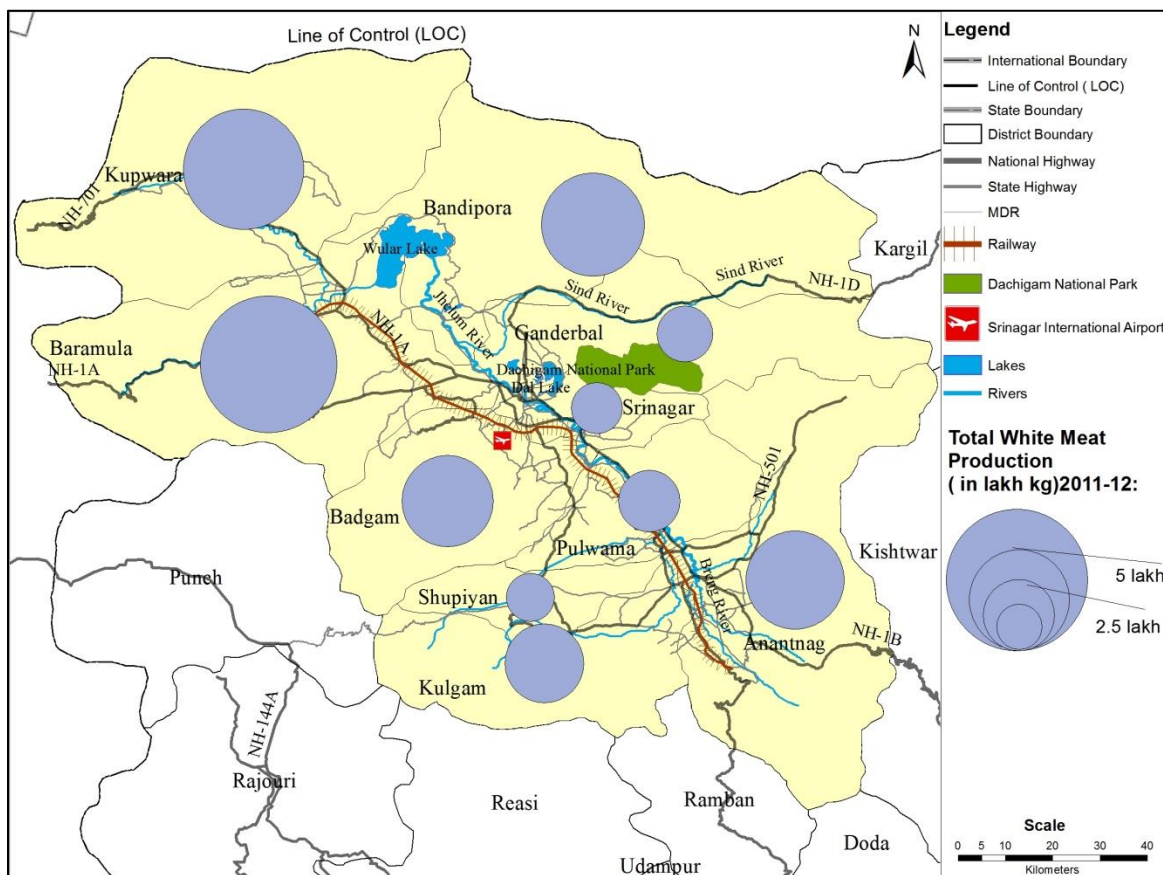 Line of Control (LOC)
N
Kupwara
NH-701
Bandipora
Wular Lake
Kargil
Sind River
Sind River
NH-1D
Jhelum River
NH-1A
Ganderbal
Baramula
NH-1A
Dachigam National Park
Dal Lake
Srinagar
NH-501
Badgam
Pulwama
Kishwar
Punch
Shupiyan
Breng River
Anantnag
NH-1B
Kulgam
NH-144A
Rajouri
Reasi
Ramban
Doda
Udampur
Legend
International Boundary
Line of Control ( LOC)
State Boundary
District Boundary
National Highway
State Highway
MDR
Railway
Dachigam National Park
Srinagar International Airport
Lakes
Rivers
Total White Meat
Production
( in lakh kg)2011-12:
5 lakh
2.5 lakh
Scale
0 5 10 20 30 40
Kilometers